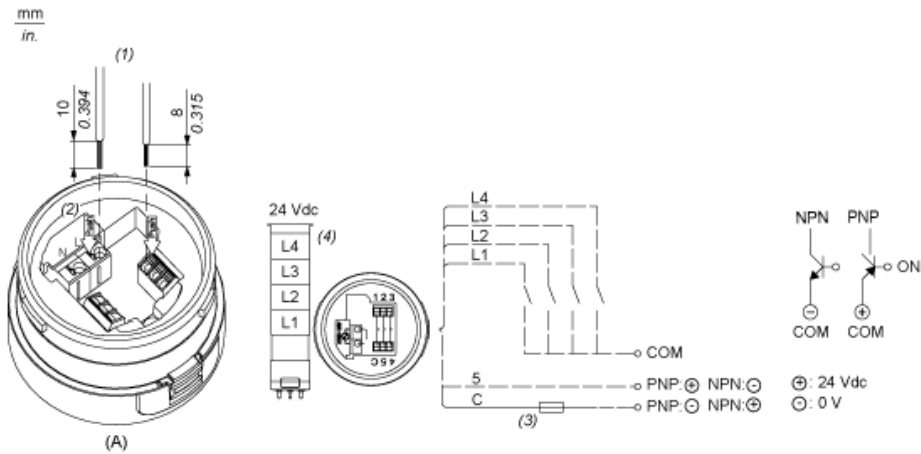 mm
in.
(1)
10
0.394
8
0.315
(2)
N
(A)
24 Vdc
(4)
L4
L3
L2
L1
1 2 3
4 5 C
L4
L3
L2
L1
COM
5
PNP:⊕ NPN:⊖
C
(3)
PNP:⊖ NPN:⊕
NPN PNP
ON
⊖ ⊕
COM COM
⊕: 24 Vdc
⊖: 0 V